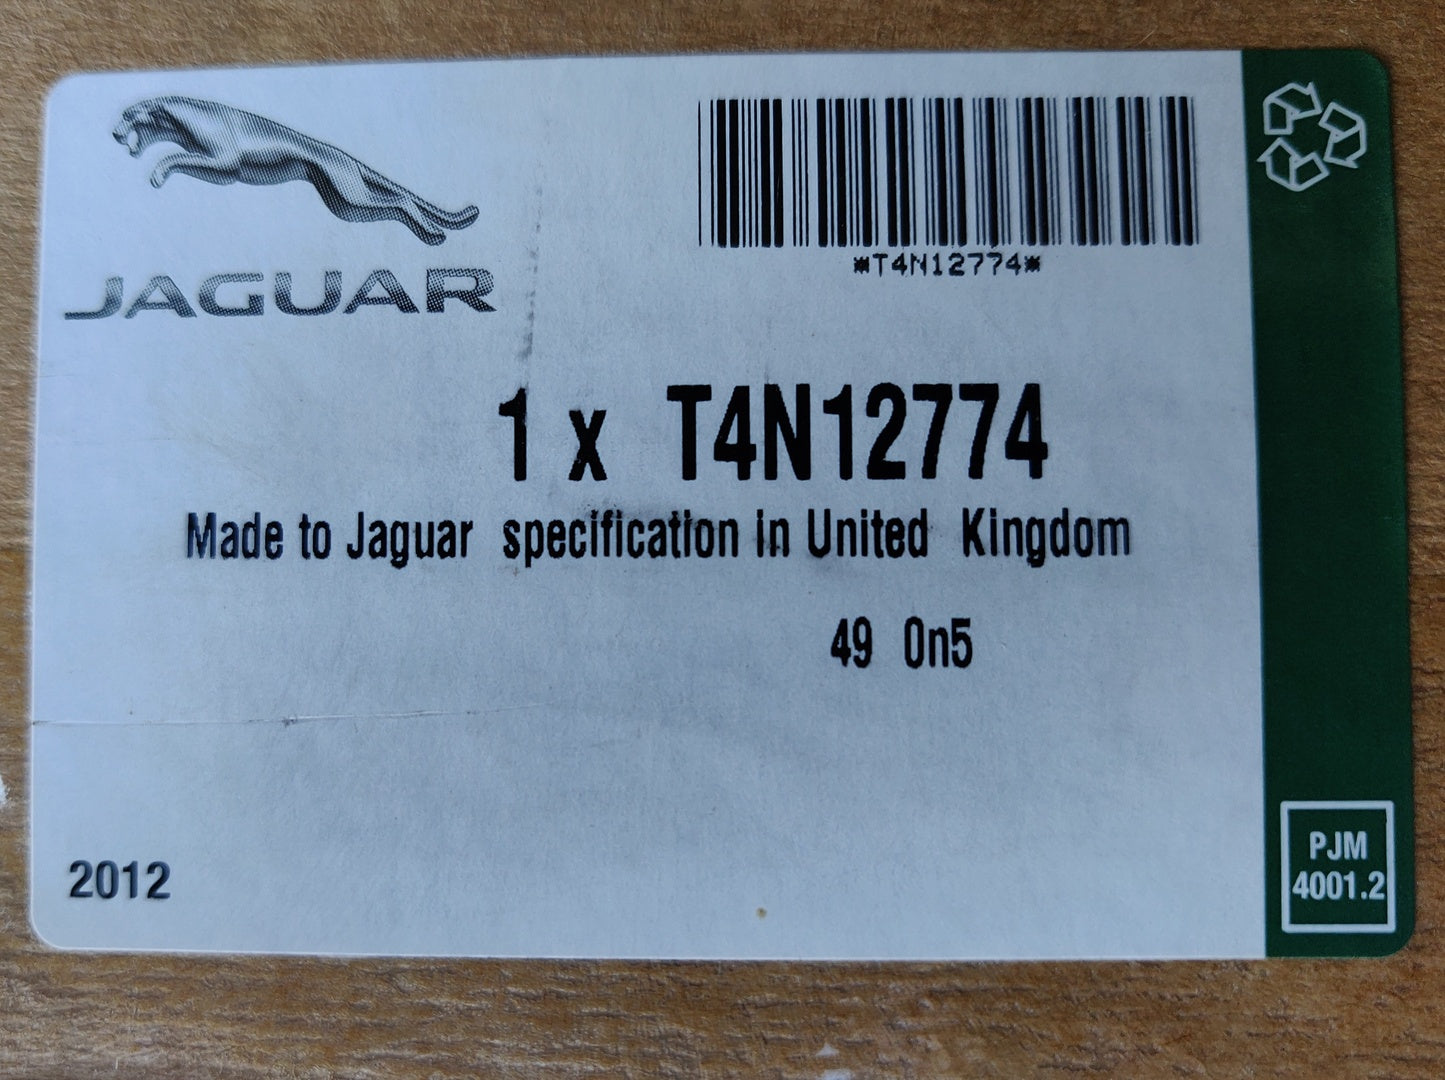 JAGUAR
*T4N12774*
1 x T4N12774
Made to Jaguar specification in United Kingdom
49 0n5
2012
PJM
4001.2